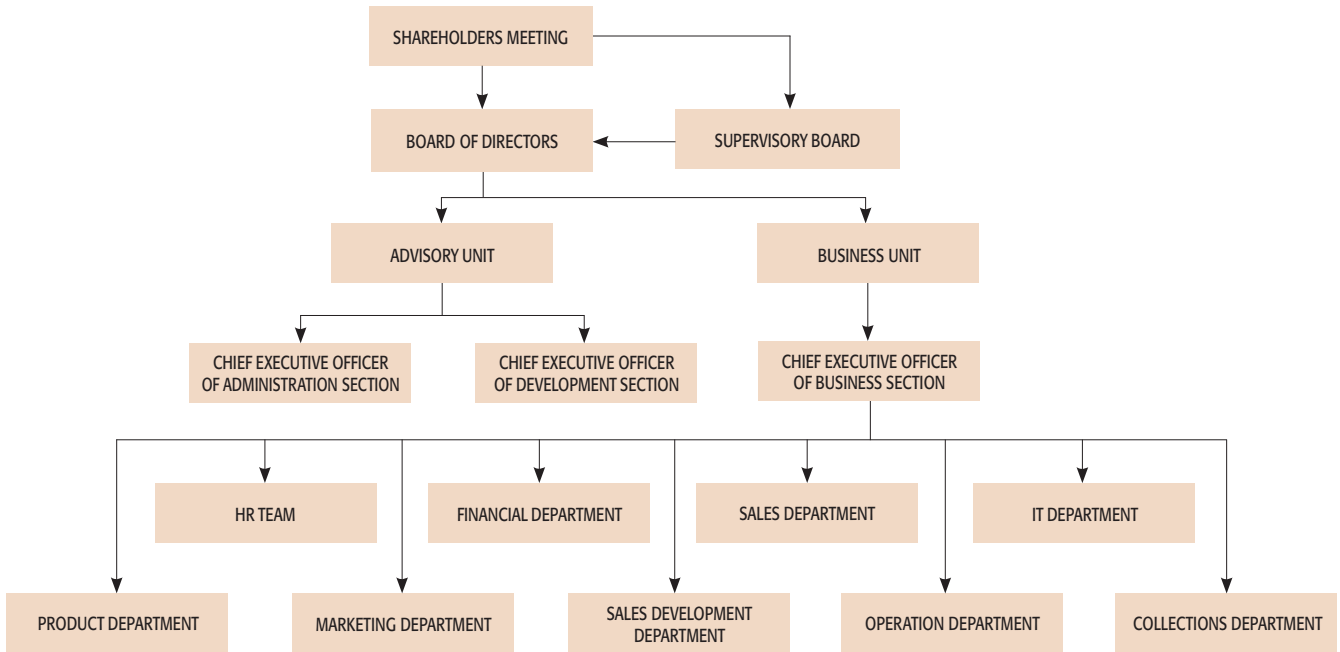 SHAREHOLDERS MEETING
BOARD OF DIRECTORS
SUPERVISORY BOARD
ADVISORY UNIT
BUSINESS UNIT
CHIEF EXECUTIVE OFFICER
OF ADMINISTRATION SECTION
CHIEF EXECUTIVE OFFICER
OF DEVELOPMENT SECTION
CHIEF EXECUTIVE OFFICER
OF BUSINESS SECTION
HR TEAM
FINANCIAL DEPARTMENT
SALES DEPARTMENT
IT DEPARTMENT
PRODUCT DEPARTMENT
MARKETING DEPARTMENT
SALES DEVELOPMENT
DEPARTMENT
OPERATION DEPARTMENT
COLLECTIONS DEPARTMENT